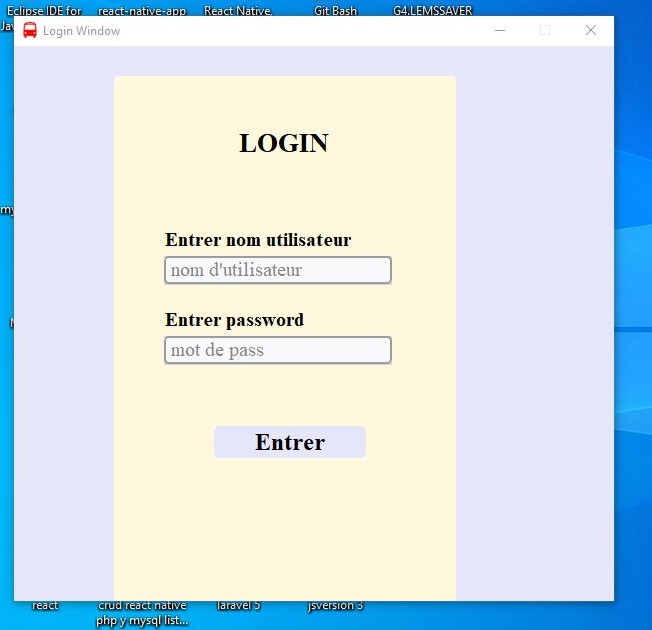 Eclipse IDE for react-native-app React Native, Git Bash G4.LEMSSAVER
Login Window
LOGIN
Entrer nom utilisateur
nom d'utilisateur
Entrer password
mot de pass
Entrer
react crud react native laravel 5 jsversion 3
php y mysql list...